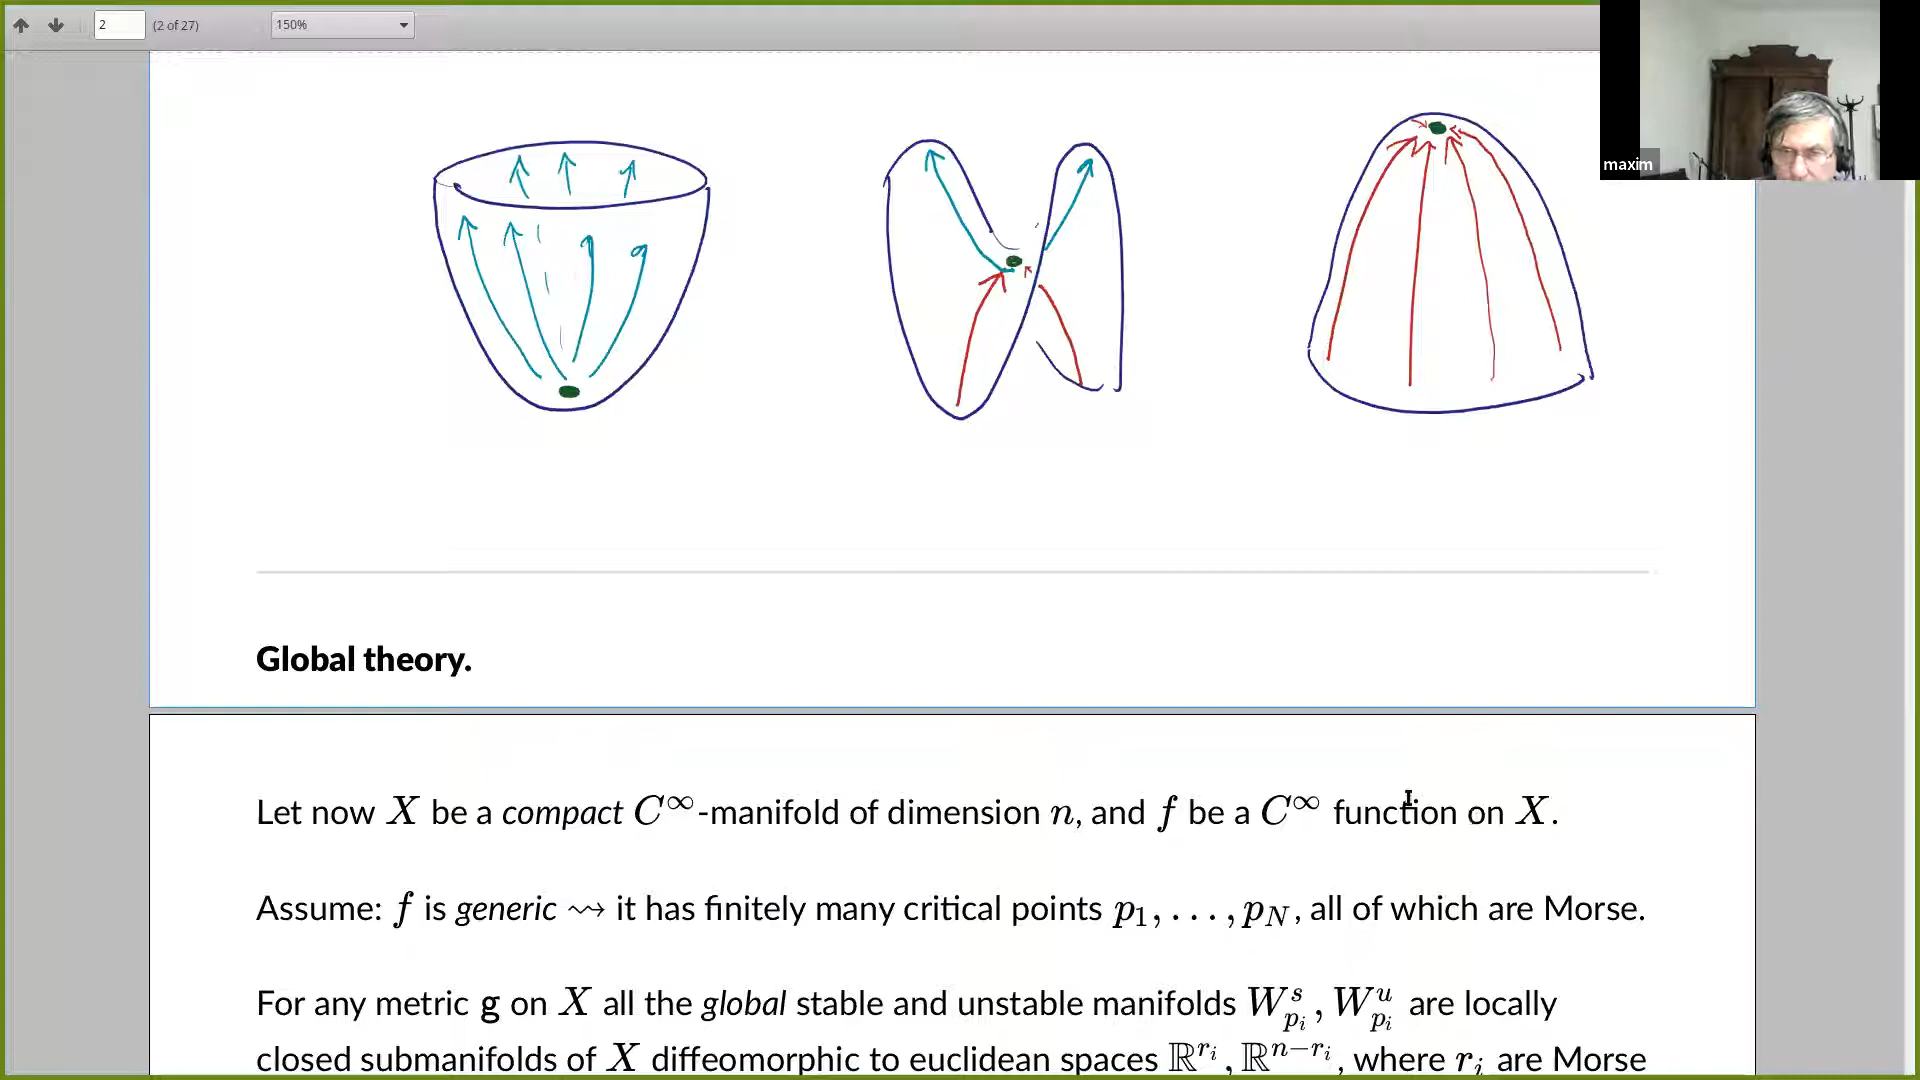 2 (2 of 27) 150%
maxim
Global theory.
Let now X be a compact C^∞-manifold of dimension n, and f be a C^∞ function on X.
Assume: f is generic ⇝ it has finitely many critical points p_1, . . . , p_N, all of which are Morse.
For any metric g on X all the global stable and unstable manifolds W^s_{p_i}, W^u_{p_i} are locally
closed submanifolds of X diffeomorphic to euclidean spaces ℝ^{r_i}, ℝ^{n−r_i}, where r_i are Morse